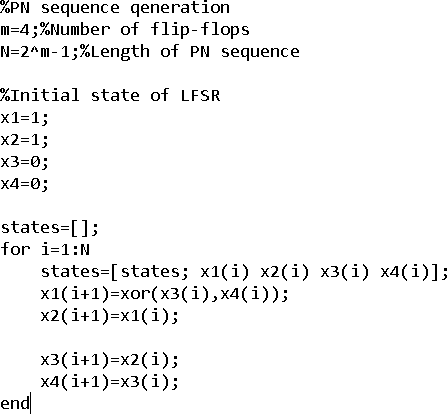 %PN sequence qeneration
m=4;%Number of flip-flops
N=2^m-1;%Length of PN sequence
%Initial state of LFSR
x1=1;
x2=1;
x3=0;
x4=0;
states=[];
for i=1:N
states=[states; x1(i) x2(i) x3(i) x4(i)];
x1(i+1)=xor(x3(i),x4(i));
x2(i+1)=x1(i);
x3(i+1)=x2(i);
x4(i+1)=x3(i);
end